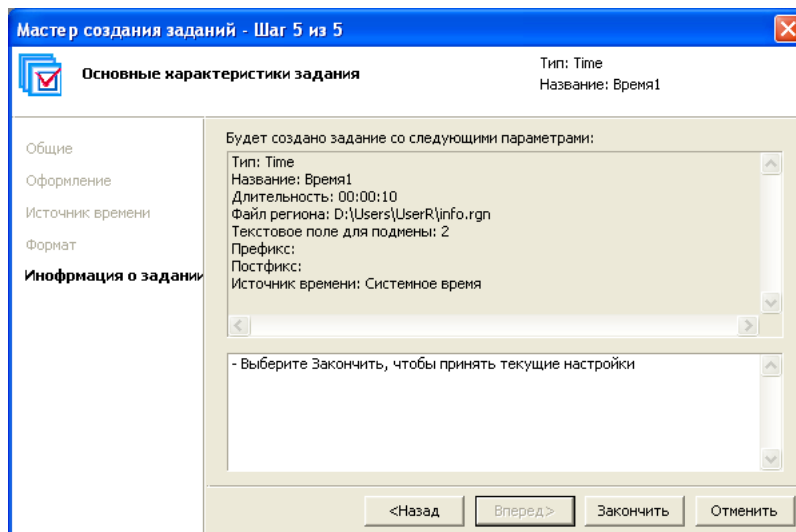 Мастер создания заданий - Шаг 5 из 5
Основные характеристики задания
Тип: Time
Название: Время1
Общие
Оформление
Источник времени
Формат
Инофрмация о задании
Будет создано задание со следующими параметрами:
Тип: Time
Название: Время1
Длительность: 00:00:10
Файл региона: D:\Users\UserR\info.rgn
Текстовое поле для подмены: 2
Префикс:
Постфикс:
Источник времени: Системное время
- Выберите Закончить, чтобы принять текущие настройки
<Назад
Вперед>
Закончить
Отменить